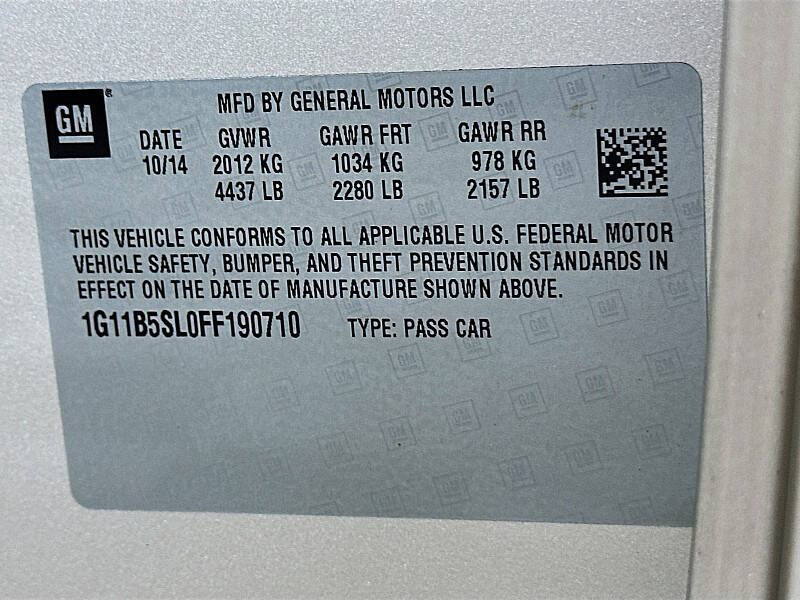 GM
MFD BY GENERAL MOTORS LLC
DATE GVWR GAWR FRT GAWR RR
10/14 2012 KG 1034 KG 978 KG
4437 LB 2280 LB 2157 LB
THIS VEHICLE CONFORMS TO ALL APPLICABLE U.S. FEDERAL MOTOR
VEHICLE SAFETY, BUMPER, AND THEFT PREVENTION STANDARDS IN
EFFECT ON THE DATE OF MANUFACTURE SHOWN ABOVE.
1G11B5SL0FF190710 TYPE: PASS CAR